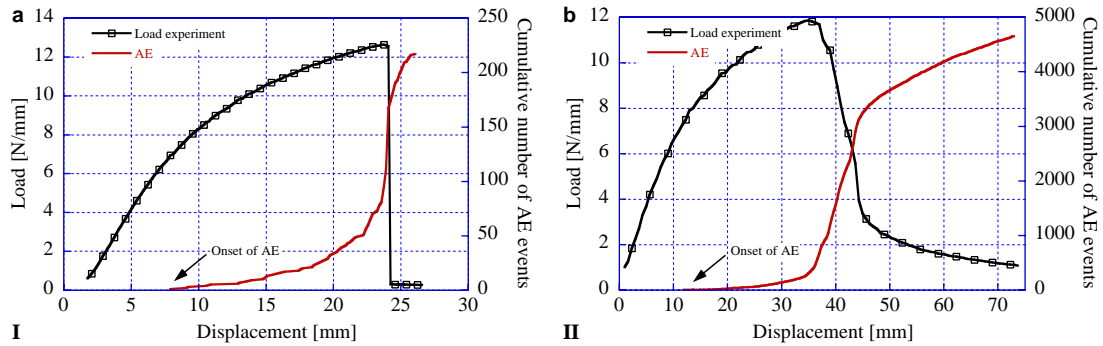 a
Load experiment
AE
Onset of AE
Load [N/mm]
14
12
10
8
6
4
2
0
Cumulative number of AE events
250
200
150
100
50
0
0 5 10 15 20 25 30
Displacement [mm]
I
b
Load experiment
AE
Onset of AE
Load [N/mm]
12
10
8
6
4
2
0
Cumulative number of AE events
5000
4000
3000
2000
1000
0
0 10 20 30 40 50 60 70
Displacement [mm]
II